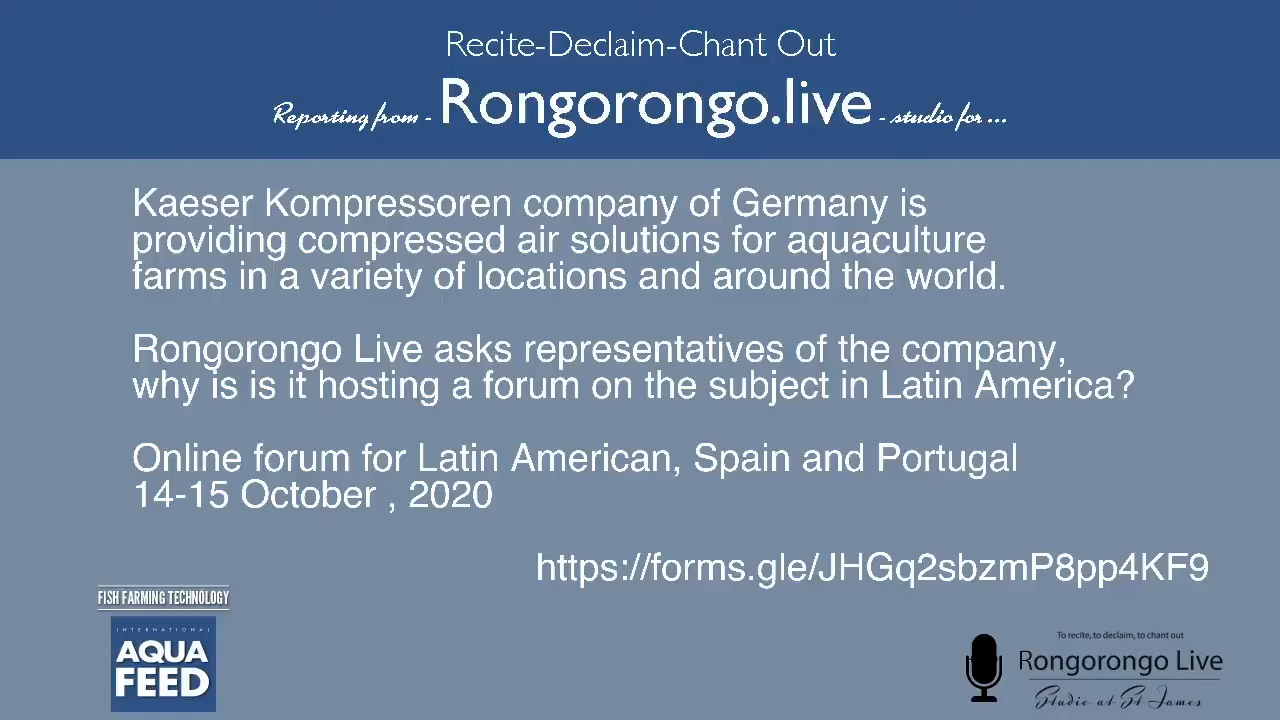 Recite-Declaim-Chant Out
Reporting from - Rongorongo.live - studio for ...
Kaeser Kompressoren company of Germany is
providing compressed air solutions for aquaculture
farms in a variety of locations and around the world.
Rongorongo Live asks representatives of the company,
why is is it hosting a forum on the subject in Latin America?
Online forum for Latin American, Spain and Portugal
14-15 October , 2020
https://forms.gle/JHGq2sbzmP8pp4KF9
FISH FARMING TECHNOLOGY
INTERNATIONAL
AQUA
FEED
To recite, to declaim, to chant out
Rongorongo Live
Studio at St James